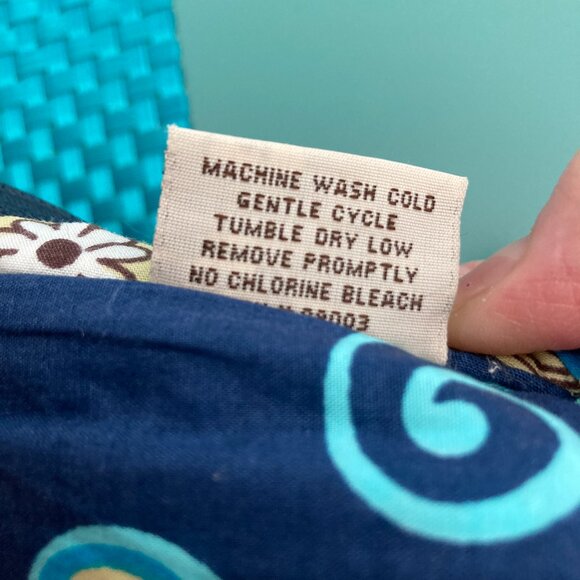 MACHINE WASH COLD
GENTLE CYCLE
TUMBLE DRY LOW
REMOVE PROMPTLY
NO CHLORINE BLEACH